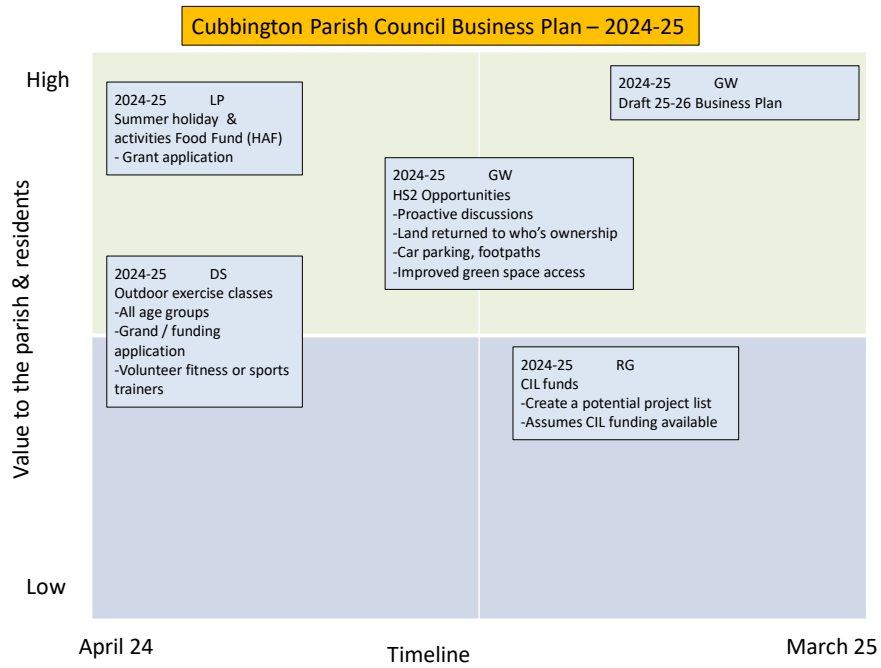 Cubbington Parish Council Business Plan – 2024-25
High
2024-25 LP
Summer holiday &
activities Food Fund (HAF)
- Grant application
2024-25 GW
Draft 25-26 Business Plan
2024-25 GW
HS2 Opportunities
-Proactive discussions
-Land returned to who's ownership
-Car parking, footpaths
-Improved green space access
2024-25 DS
Outdoor exercise classes
-All age groups
-Grand / funding
application
-Volunteer fitness or sports
trainers
2024-25 RG
CIL funds
-Create a potential project list
-Assumes CIL funding available
Value to the parish & residents
Low
April 24
Timeline
March 25